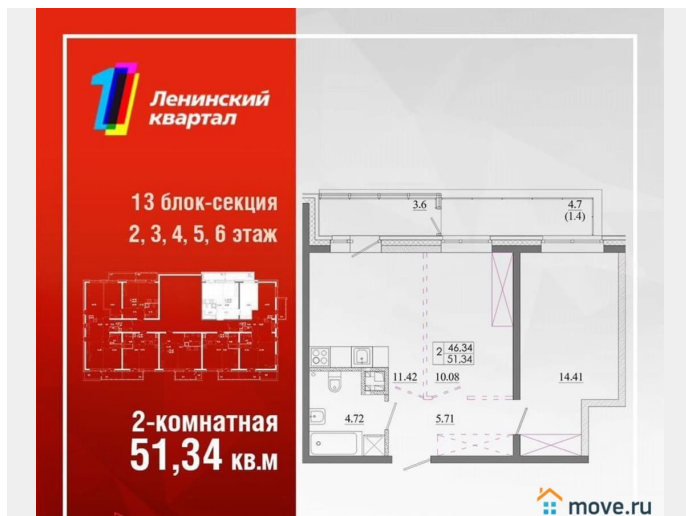 Ленинский
квартал
13 блок-секция
2, 3, 4, 5, 6 этаж
2-комнатная
51,34 кв.м
3.6
4.7
(1.4)
2 46.34
51.34
11.42 10.08
14.41
4.72
5.71
move.ru